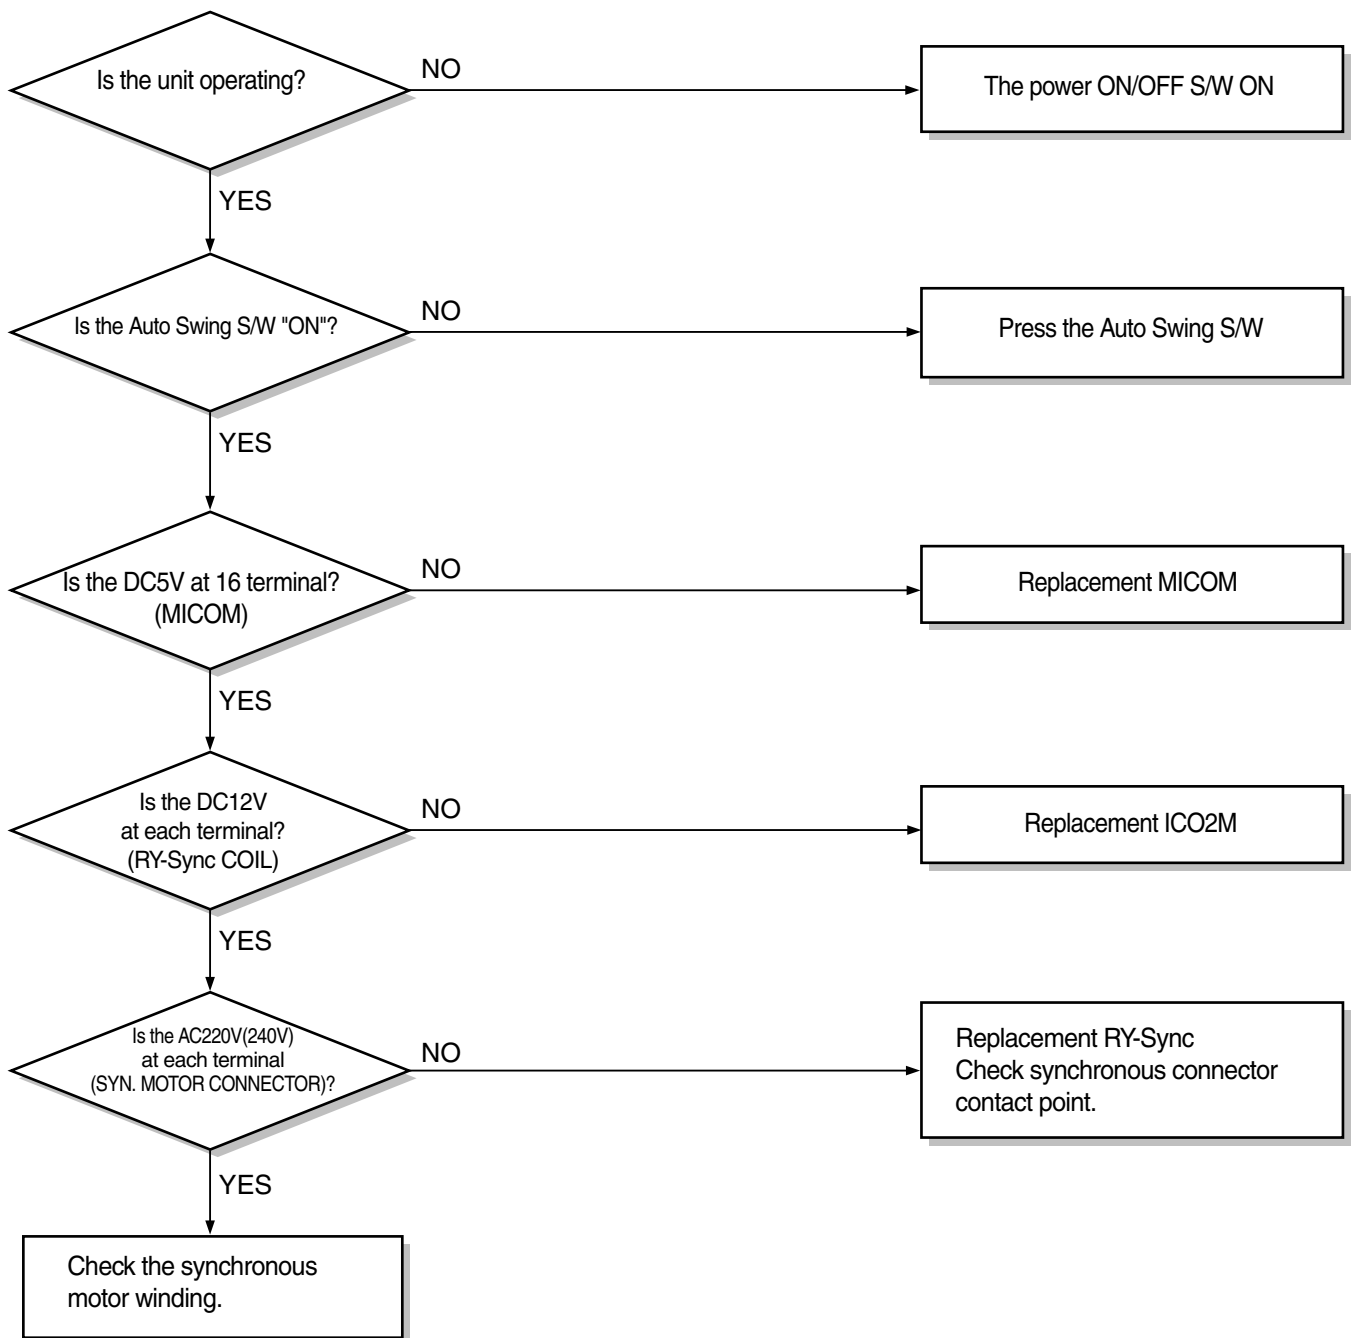 Is the unit operating?
NO
The power ON/OFF S/W ON
YES
Is the Auto Swing S/W "ON"?
NO
Press the Auto Swing S/W
YES
Is the DC5V at 16 terminal?
(MICOM)
NO
Replacement MICOM
YES
Is the DC12V
at each terminal?
(RY-Sync COIL)
NO
Replacement ICO2M
YES
Is the AC220V(240V)
at each terminal
(SYN. MOTOR CONNECTOR)?
NO
Replacement RY-Sync
Check synchronous connector
contact point.
YES
Check the synchronous
motor winding.